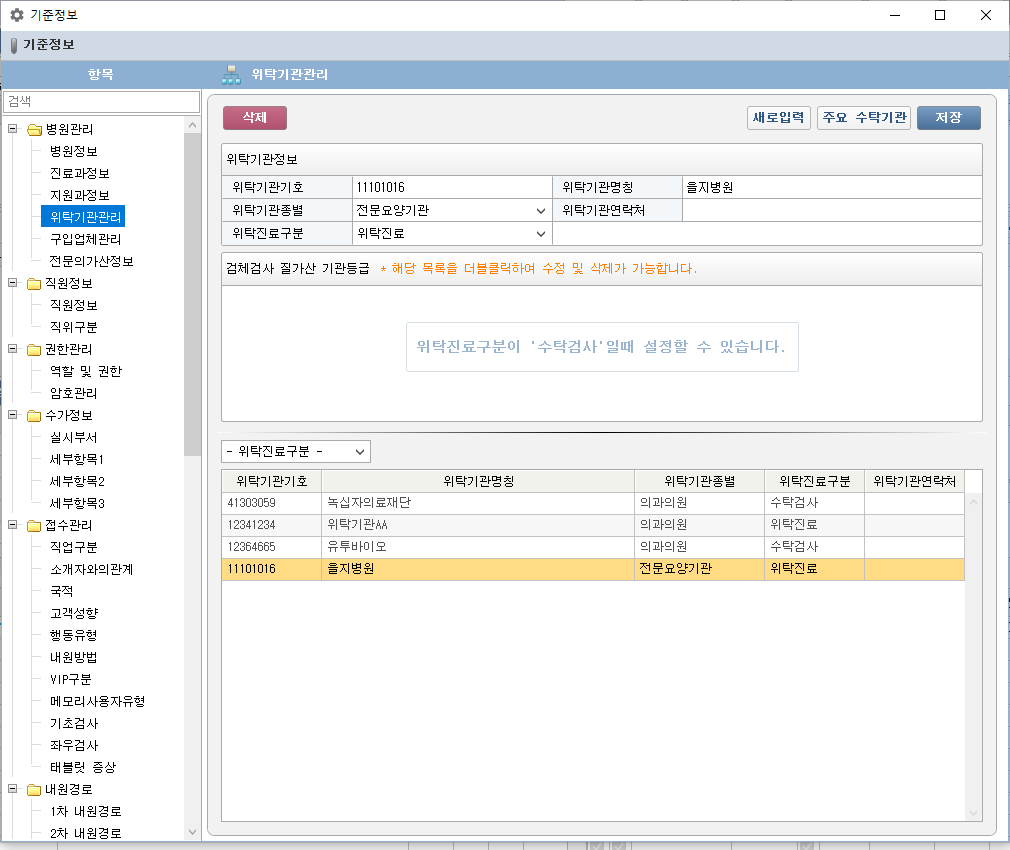 기준정보
기준정보
항목
위탁기관관리
검색
병원관리
병원정보
진료과정보
지원과정보
위탁기관관리
구입업체관리
전문의가산정보
직원정보
직원정보
직위구분
권한관리
역할 및 권한
암호관리
수가정보
실시부서
세부항목1
세부항목2
세부항목3
접수관리
직업구분
소개자와의관계
국적
고객성향
행동유형
내원방법
VIP구분
메모리사용자유형
기초검사
좌우검사
태블릿 증상
내원경로
1차 내원경로
2차 내원경로
삭제
새로입력
주요 수탁기관
저장
위탁기관정보
위탁기관기호 11101016 위탁기관명칭 을지병원
위탁기관종별 전문요양기관 위탁기관연락처
위탁진료구분 위탁진료
검체검사 질가산 기관등급 * 해당 목록을 더블클릭하여 수정 및 삭제가 가능합니다.
위탁진료구분이 '수탁검사'일때 설정할 수 있습니다.
- 위탁진료구분 -
위탁기관기호 위탁기관명칭 위탁기관종별 위탁진료구분 위탁기관연락처
41303059 녹십자의료재단 의과의원 수탁검사
12341234 위탁기관AA 의과의원 위탁진료
12364665 유투바이오 의과의원 수탁검사
11101016 을지병원 전문요양기관 위탁진료